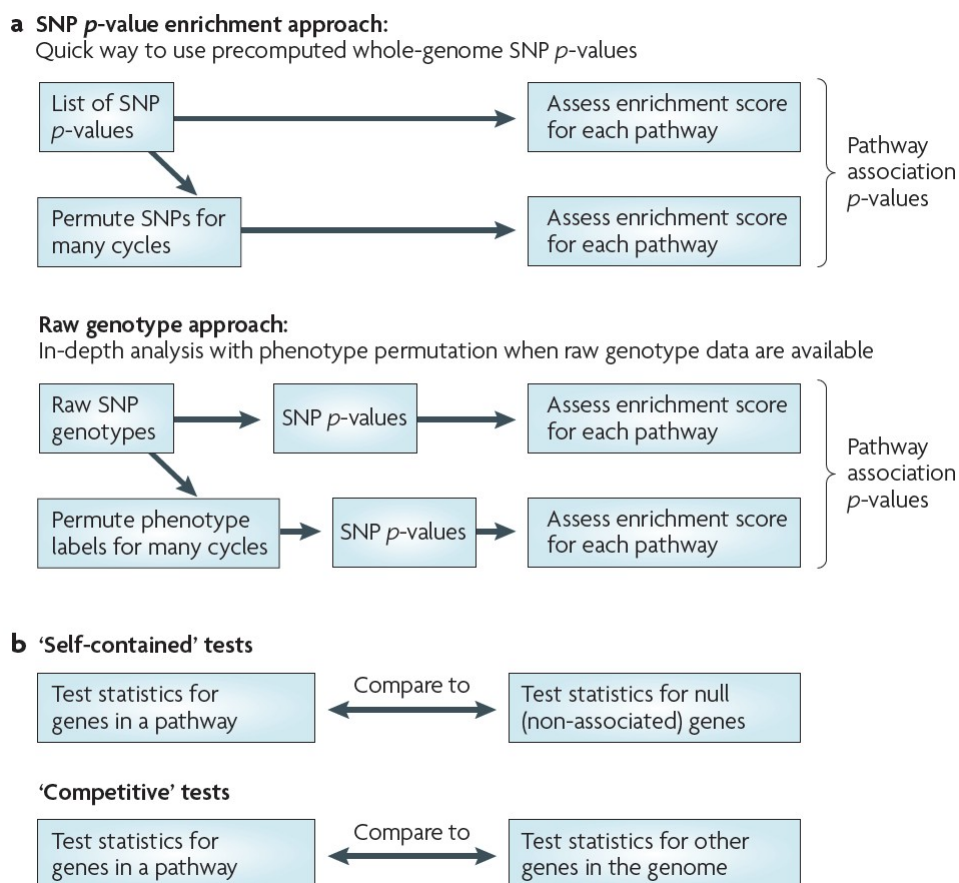 a SNP p-value enrichment approach:
Quick way to use precomputed whole-genome SNP p-values
List of SNP
p-values
Assess enrichment score
for each pathway
Permute SNPs for
many cycles
Assess enrichment score
for each pathway
Pathway
association
p-values
Raw genotype approach:
In-depth analysis with phenotype permutation when raw genotype data are available
Raw SNP
genotypes
SNP p-values
Assess enrichment score
for each pathway
Permute phenotype
labels for many cycles
SNP p-values
Assess enrichment score
for each pathway
Pathway
association
p-values
b ‘Self-contained’ tests
Test statistics for
genes in a pathway
Compare to
Test statistics for null
(non-associated) genes
‘Competitive’ tests
Test statistics for
genes in a pathway
Compare to
Test statistics for other
genes in the genome